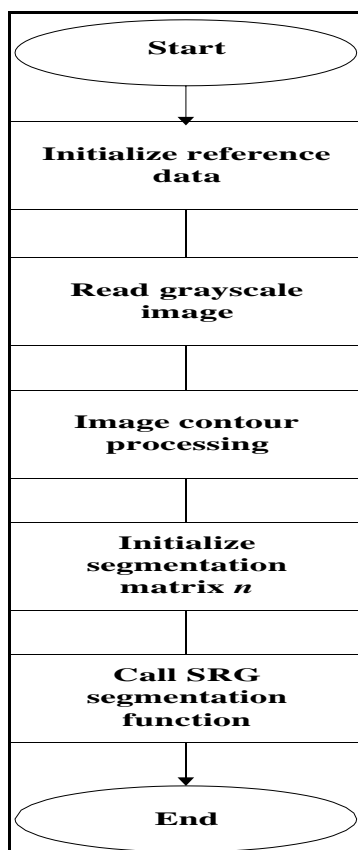 Start
Initialize reference
data
Read grayscale
image
Image contour
processing
Initialize
segmentation
matrix n
Call SRG
segmentation
function
End